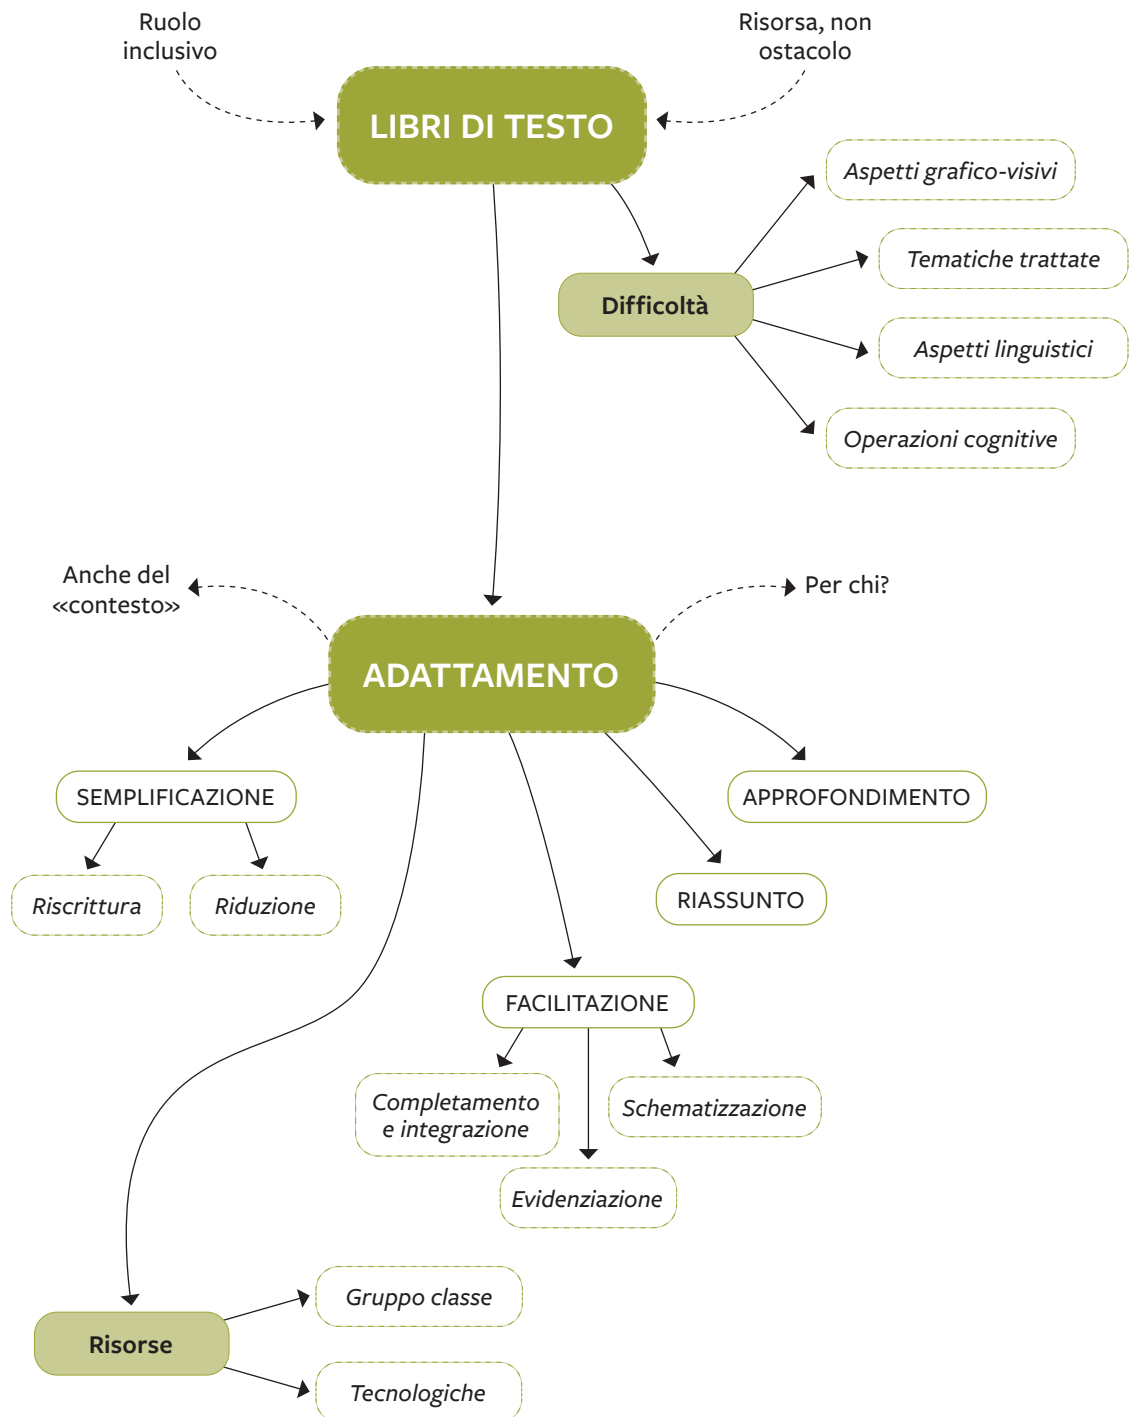 Ruolo
inclusivo
Risorsa, non
ostacolo
LIBRI DI TESTO
Aspetti grafico-visivi
Tematiche trattate
Difficoltà
Aspetti linguistici
Operazioni cognitive
Anche del
«contesto»
Per chi?
ADATTAMENTO
SEMPLIFICAZIONE
APPROFONDIMENTO
Riscrittura
Riduzione
RIASSUNTO
FACILITAZIONE
Completamento
e integrazione
Schematizzazione
Evidenziazione
Gruppo classe
Risorse
Tecnologiche